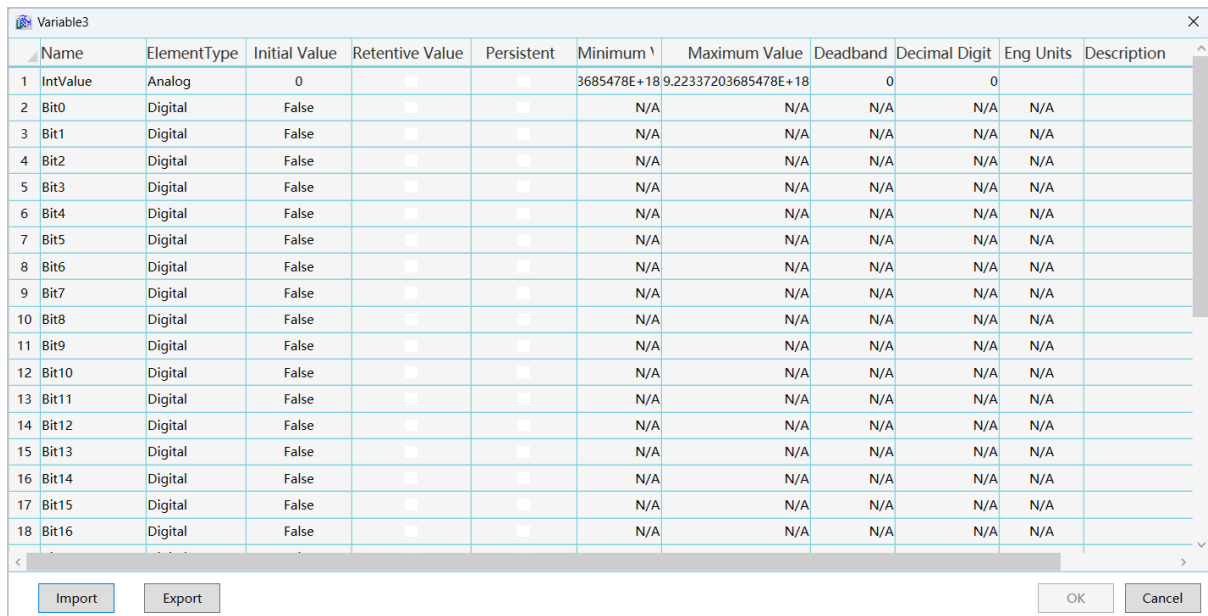 Variable3
Name ElementType Initial Value Retentive Value Persistent Minimum Maximum Value Deadband Decimal Digit Eng Units Description
1 IntValue Analog 0 3685478E+18 9.22337203685478E+18 0 0
2 Bit0 Digital False N/A N/A N/A N/A N/A
3 Bit1 Digital False N/A N/A N/A N/A N/A
4 Bit2 Digital False N/A N/A N/A N/A N/A
5 Bit3 Digital False N/A N/A N/A N/A N/A
6 Bit4 Digital False N/A N/A N/A N/A N/A
7 Bit5 Digital False N/A N/A N/A N/A N/A
8 Bit6 Digital False N/A N/A N/A N/A N/A
9 Bit7 Digital False N/A N/A N/A N/A N/A
10 Bit8 Digital False N/A N/A N/A N/A N/A
11 Bit9 Digital False N/A N/A N/A N/A N/A
12 Bit10 Digital False N/A N/A N/A N/A N/A
13 Bit11 Digital False N/A N/A N/A N/A N/A
14 Bit12 Digital False N/A N/A N/A N/A N/A
15 Bit13 Digital False N/A N/A N/A N/A N/A
16 Bit14 Digital False N/A N/A N/A N/A N/A
17 Bit15 Digital False N/A N/A N/A N/A N/A
18 Bit16 Digital False N/A N/A N/A N/A N/A
Import Export OK Cancel